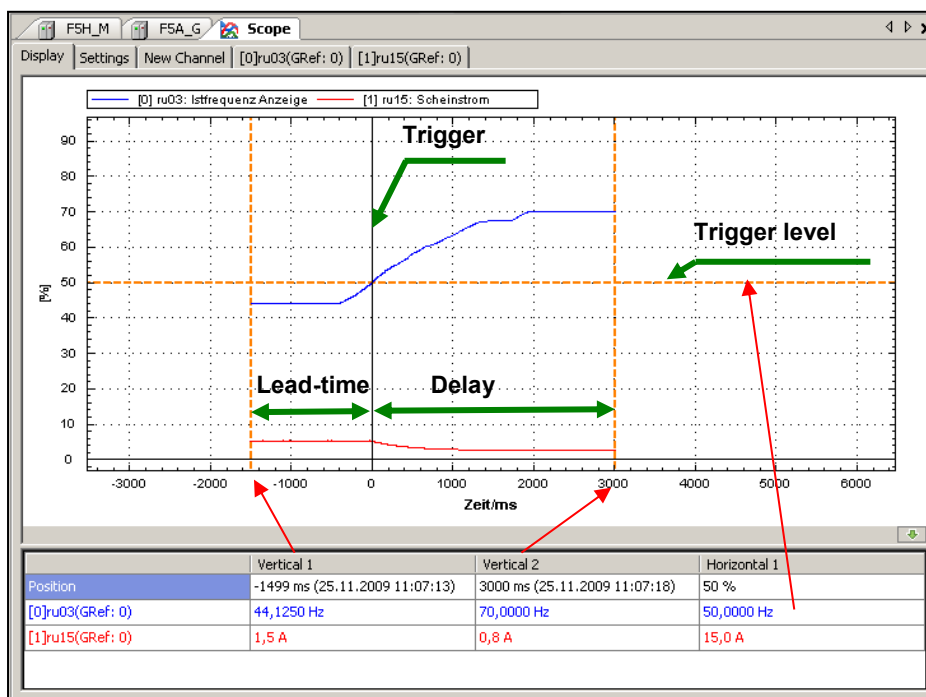 F5H_M F5A_G Scope
Display Settings New Channel [0]ru03(GRef: 0) [1]ru15(GRef: 0)
[0] ru03: Istfrequenz Anzeige [1] ru15: Scheinstrom
90
80
70
60
50
40
30
20
10
0
[%]
Trigger
Trigger level
Lead-time
Delay
-3000 -2000 -1000 0 1000 2000 3000 4000 5000 6000
Zeit/ms
Vertical 1 Vertical 2 Horizontal 1
Position -1499 ms (25.11.2009 11:07:13) 3000 ms (25.11.2009 11:07:18) 50 %
[0]ru03(GRef: 0) 44,1250 Hz 70,0000 Hz 50,0000 Hz
[1]ru15(GRef: 0) 1,5 A 0,8 A 15,0 A